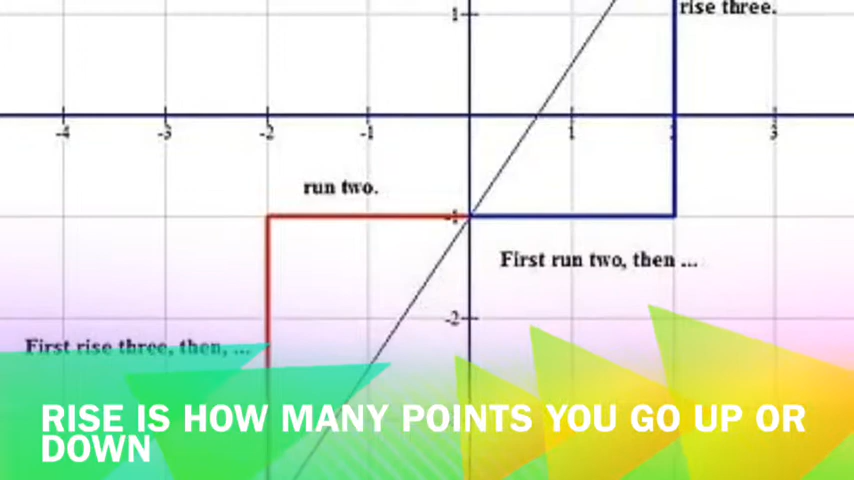 1
rise three.
-4 -3 -2 -1 1 2 3
run two.
-1
First run two, then ...
-2
First rise three, then, ...
RISE IS HOW MANY POINTS YOU GO UP OR
DOWN